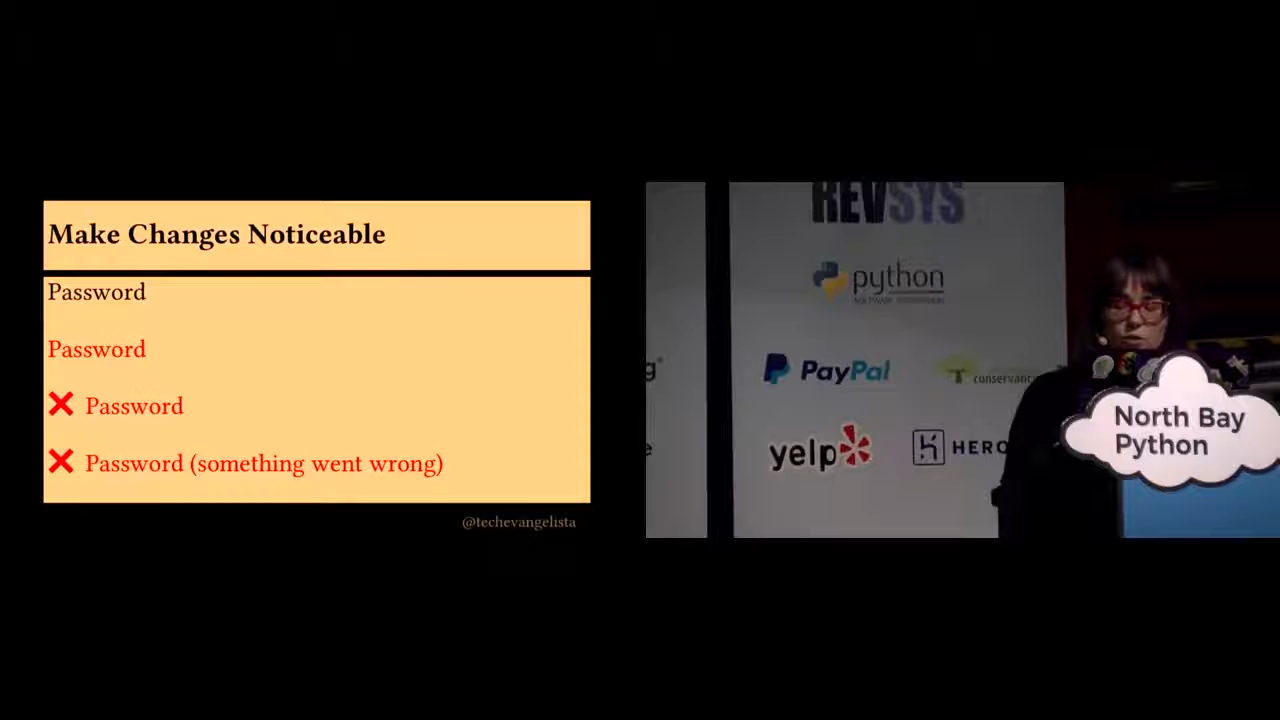 Make Changes Noticeable
Password
Password
❌ Password
❌ Password (something went wrong)
@techevangelista
REVSYS
python
PayPal
conservanc
yelp
HERO
North Bay
Python